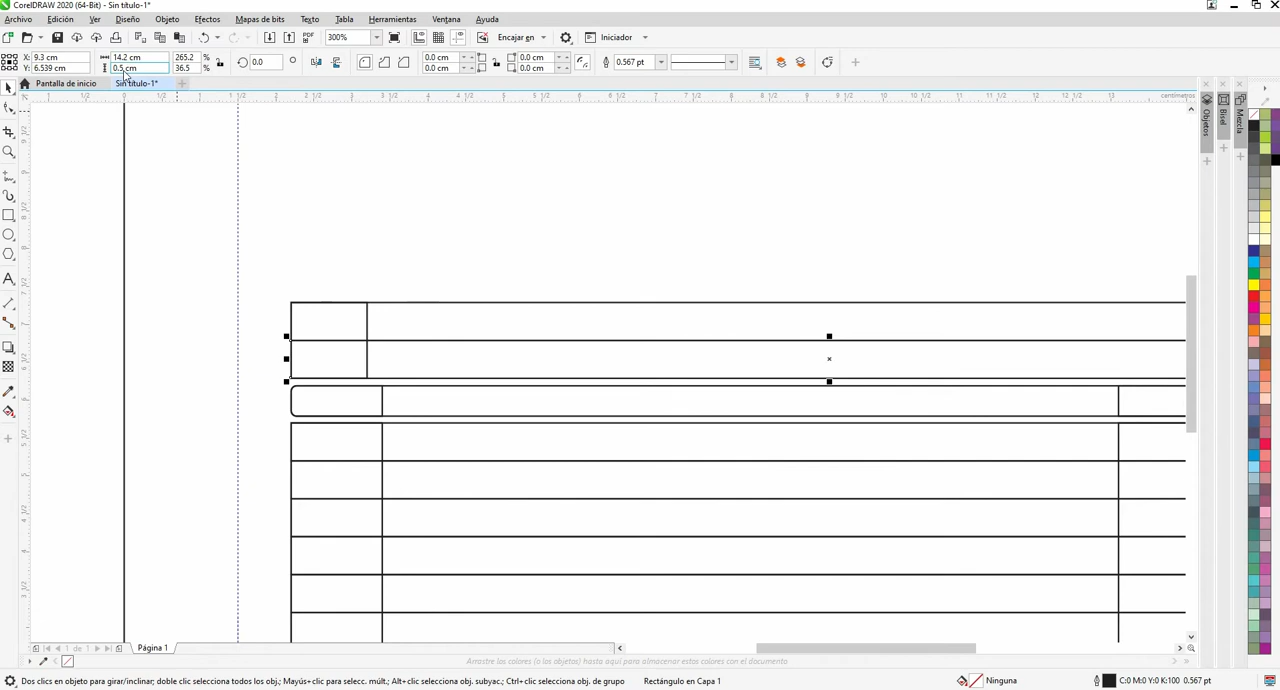 CorelDRAW 2020 (64-Bit) - Sin título-1*
Archivo Edición Ver Diseño Objeto Efectos Mapas de bits Texto Tabla Herramientas Ventana Ayuda
300% Encajar en Iniciador
X: 9.3 cm 14.2 cm 265.2 % 0.0 0.0 cm 0.0 cm 0.567 pt
Y: 6.539 cm 0.5 cm 36.5 % 0.0 cm 0.0 cm
Pantalla de inicio Sin título-1*
centímetros
Objetos
Bisel
Mezcla
1 de 1 Página 1
Arrastre los colores (o los objetos) hasta aquí para almacenar estos colores con el documento
Dos clics en objeto para girar/inclinar; doble clic selecciona todos los obj.; Mayús+clic para selecc. múlt.; Alt+clic selecciona obj. subyac.; Ctrl+clic selecciona obj. de grupo Rectángulo en Capa 1 Ninguna C:0 M:0 Y:0 K:100 0.567 pt